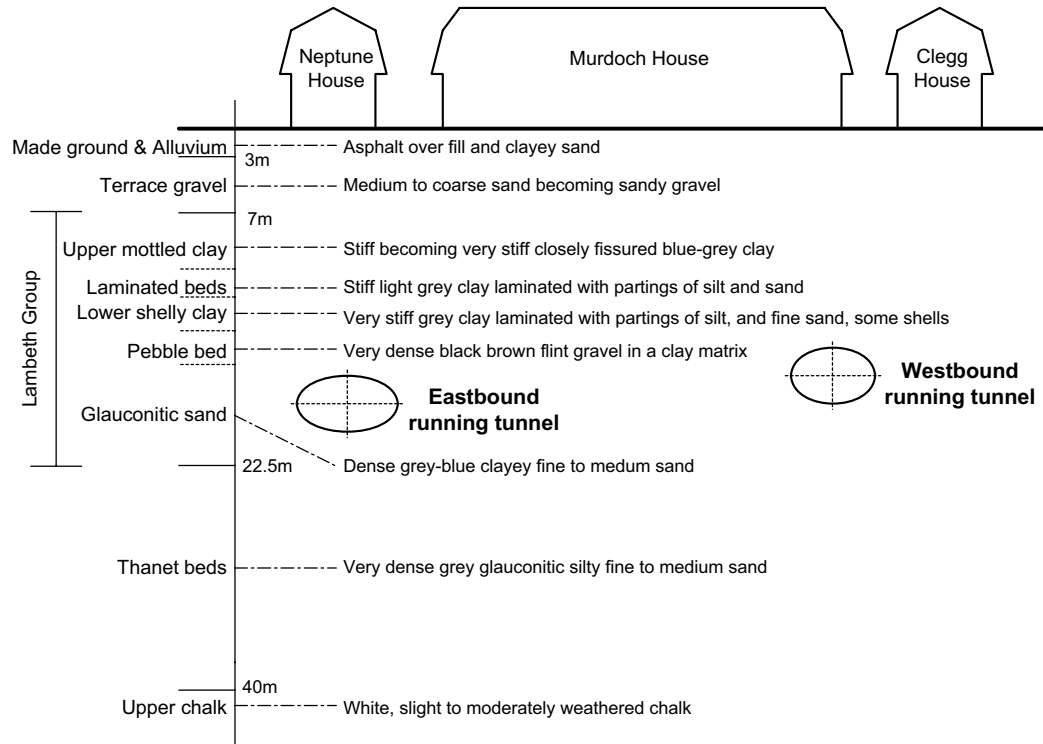 Neptune
House
Murdoch House
Clegg
House
Made ground & Alluvium
Asphalt over fill and clayey sand
3m
Terrace gravel
Medium to coarse sand becoming sandy gravel
7m
Upper mottled clay
Stiff becoming very stiff closely fissured blue-grey clay
Laminated beds
Stiff light grey clay laminated with partings of silt and sand
Lower shelly clay
Very stiff grey clay laminated with partings of silt, and fine sand, some shells
Pebble bed
Very dense black brown flint gravel in a clay matrix
Lambeth Group
Eastbound
running tunnel
Westbound
running tunnel
Glauconitic sand
22.5m
Dense grey-blue clayey fine to medum sand
Thanet beds
Very dense grey glauconitic silty fine to medium sand
40m
Upper chalk
White, slight to moderately weathered chalk